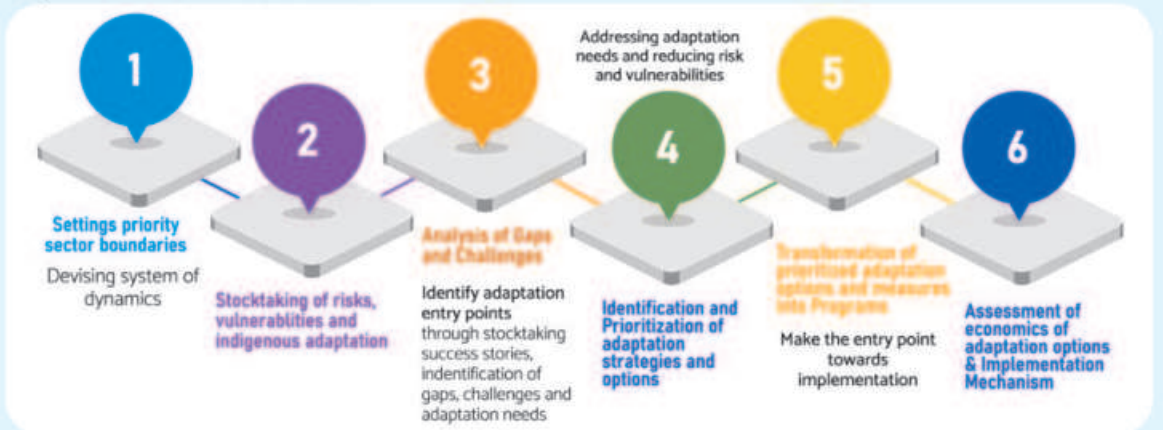 1
Settings priority
sector boundaries
Devising system of
dynamics
2
Stocktaking of risks,
vulnerablities and
indigenous adaptation
3
Analysis of Gaps
and Challenges
Identify adaptation
entry points
through stocktaking
success stories,
indentification of
gaps, challenges and
adaptation needs
Addressing adaptation
needs and reducing risk
and vulnerabilities
4
Identification and
Prioritization of
adaptation
strategies and
options
5
Transformation of
prioritized adaptation
options and measures
into Programs
Make the entry point
towards
implementation
6
Assessment of
economics of
adaptation options
& Implementation
Mechanism